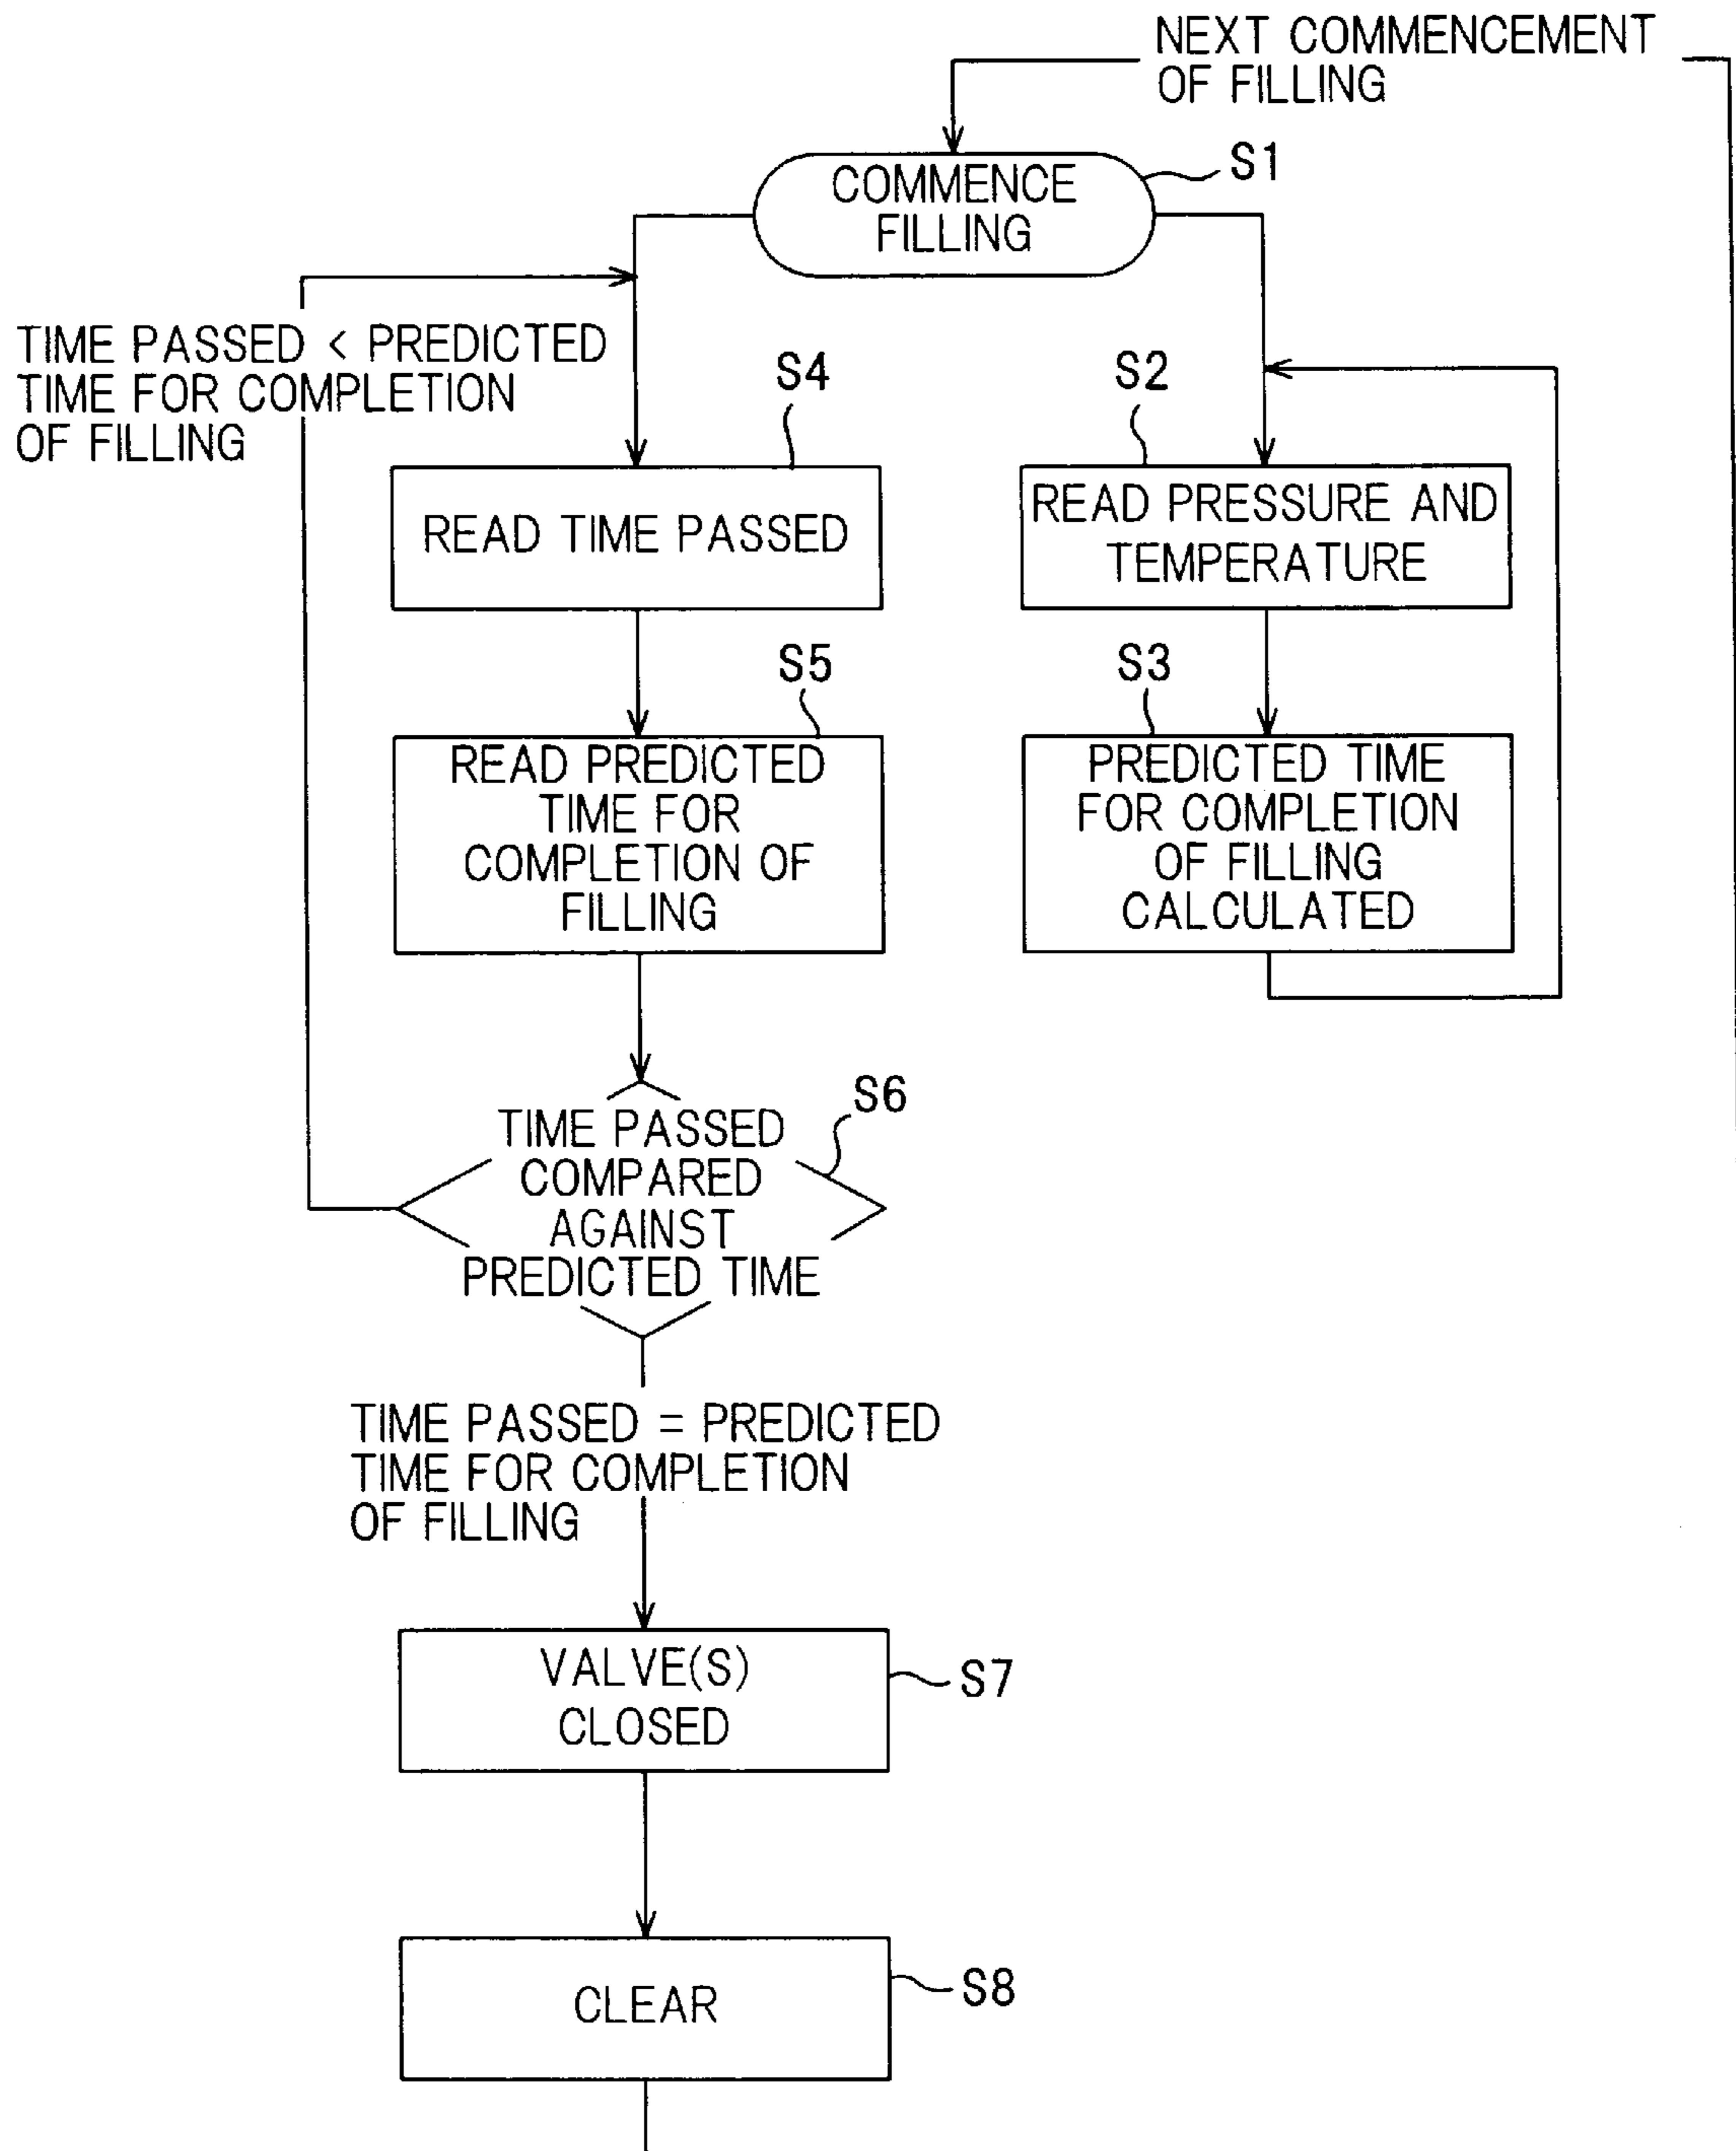 NEXT COMMENCEMENT
OF FILLING
S1
COMMENCE
FILLING
TIME PASSED < PREDICTED
TIME FOR COMPLETION
OF FILLING
S4
S2
READ TIME PASSED
READ PRESSURE AND
TEMPERATURE
S5
S3
READ PREDICTED
TIME FOR
COMPLETION OF
FILLING
PREDICTED TIME
FOR COMPLETION
OF FILLING
CALCULATED
S6
TIME PASSED
COMPARED
AGAINST
PREDICTED TIME
TIME PASSED = PREDICTED
TIME FOR COMPLETION
OF FILLING
VALVE(S)
CLOSED
S7
CLEAR
S8